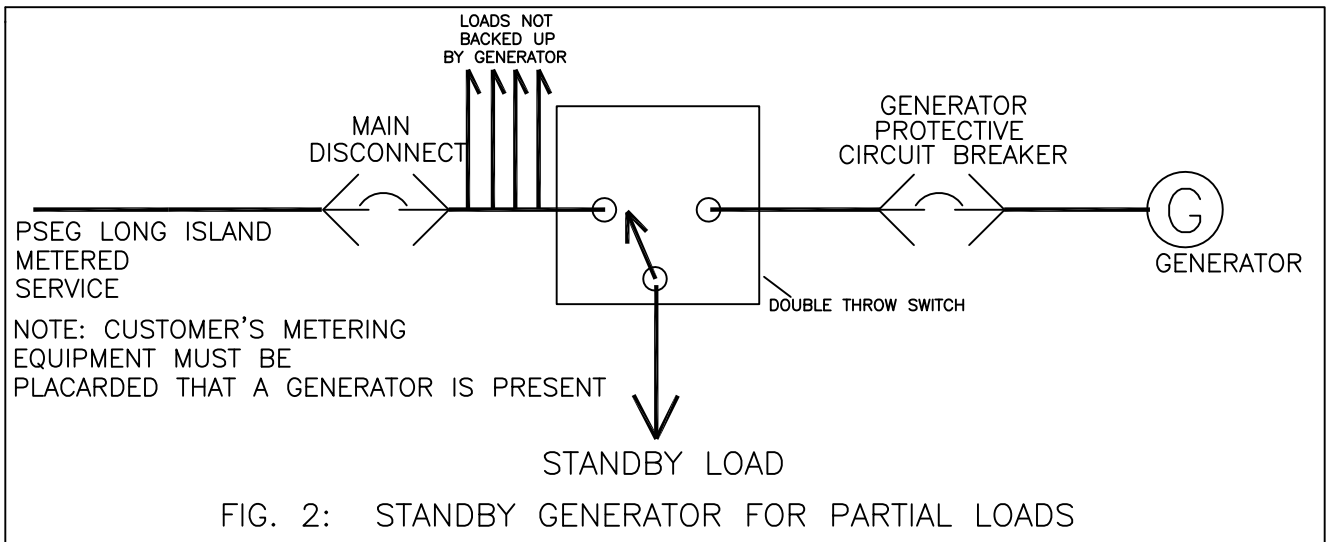 LOADS NOT
BACKED UP
BY GENERATOR
MAIN
DISCONNECT
GENERATOR
PROTECTIVE
CIRCUIT BREAKER
G
GENERATOR
PSEG LONG ISLAND
METERED
SERVICE
DOUBLE THROW SWITCH
NOTE: CUSTOMER'S METERING
EQUIPMENT MUST BE
PLACARDED THAT A GENERATOR IS PRESENT
STANDBY LOAD
FIG. 2: STANDBY GENERATOR FOR PARTIAL LOADS